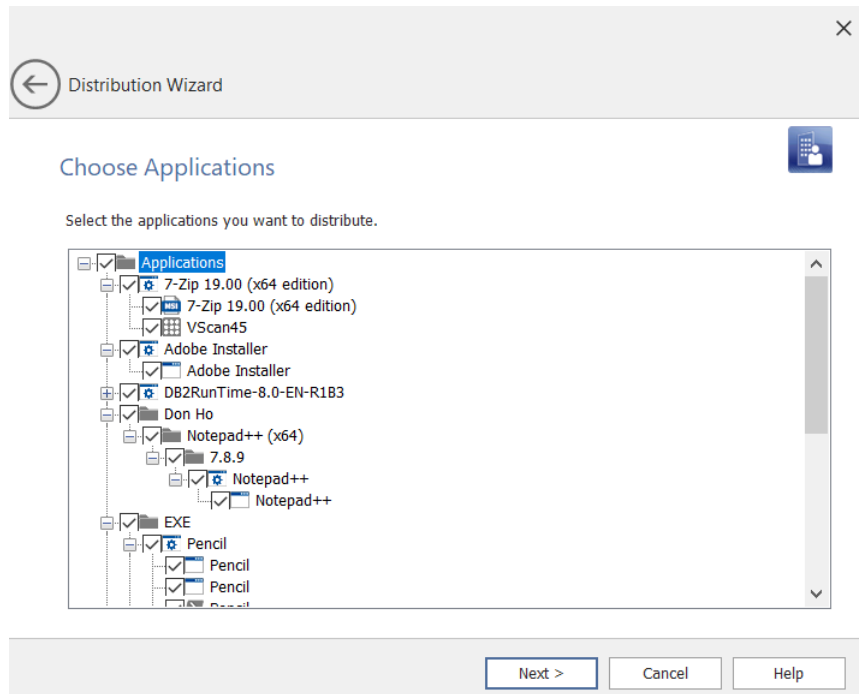 Distribution Wizard
Choose Applications
Select the applications you want to distribute.
Applications
7-Zip 19.00 (x64 edition)
MSI 7-Zip 19.00 (x64 edition)
VScan45
Adobe Installer
Adobe Installer
DB2RunTime-8.0-EN-R1B3
Don Ho
Notepad++ (x64)
7.8.9
Notepad++
Notepad++
EXE
Pencil
Pencil
Pencil
Next > Cancel Help